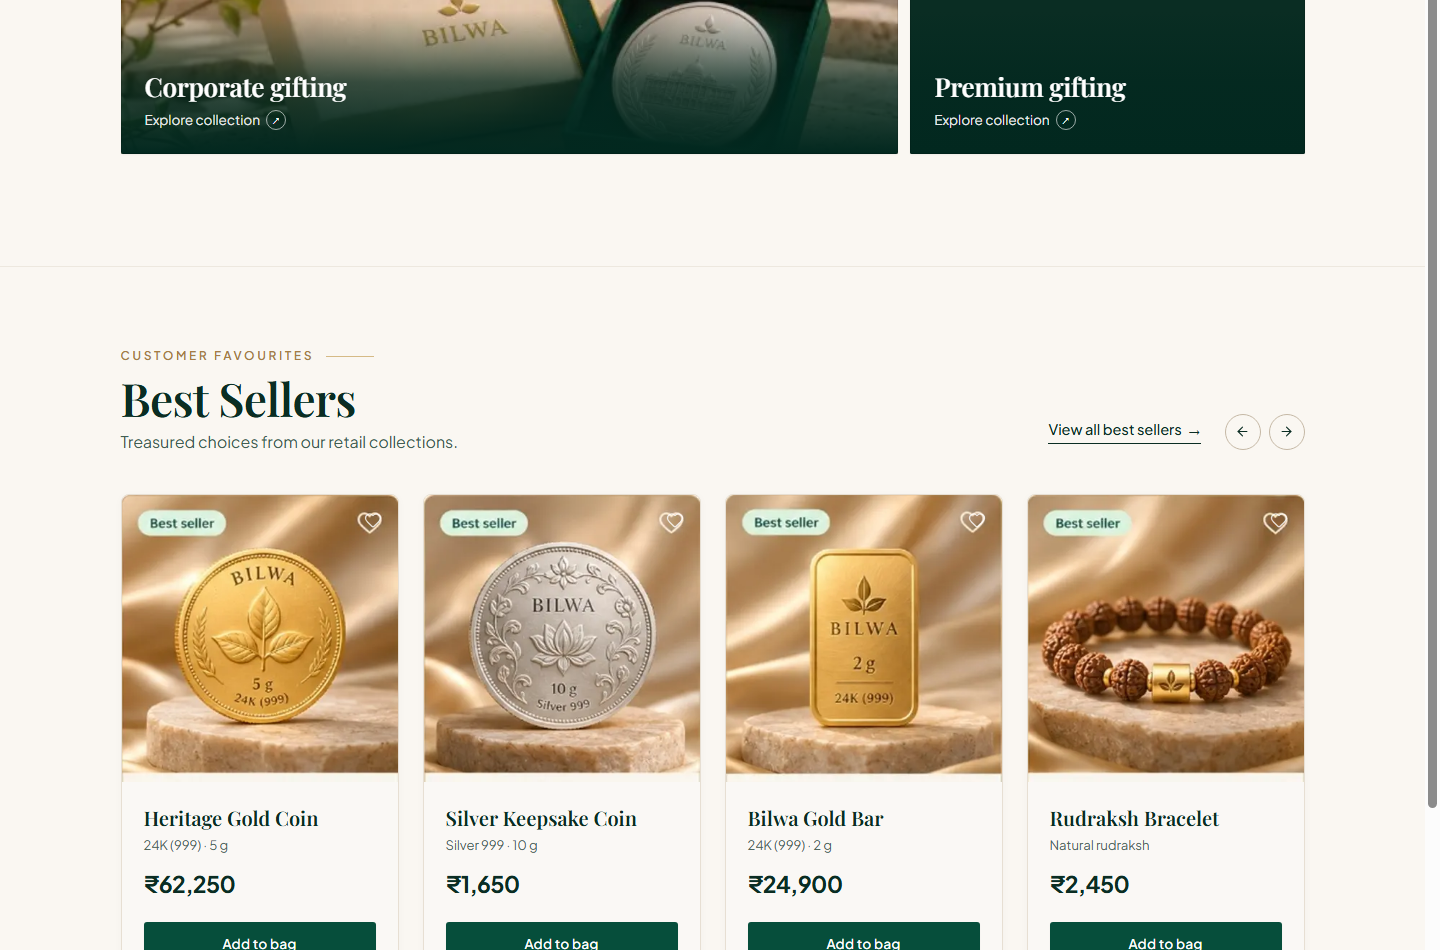 BILWA
BILWA
Corporate gifting
Explore collection ↗
Premium gifting
Explore collection ↗
CUSTOMER FAVOURITES
Best Sellers
Treasured choices from our retail collections.
View all best sellers →
← →
Best seller
BILWA
5 g
24K (999)
Heritage Gold Coin
24K (999) · 5 g
₹62,250
Add to bag
Best seller
BILWA
10 g
Silver 999
Silver Keepsake Coin
Silver 999 · 10 g
₹1,650
Add to bag
Best seller
BILWA
2 g
24K (999)
Bilwa Gold Bar
24K (999) · 2 g
₹24,900
Add to bag
Best seller
Rudraksh Bracelet
Natural rudraksh
₹2,450
Add to bag